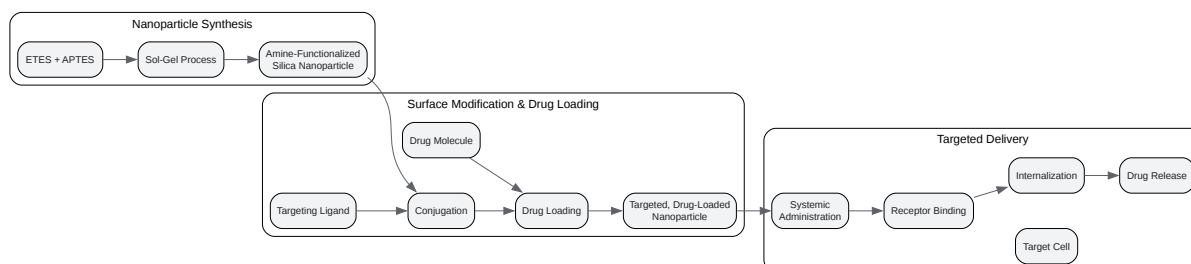 Nanoparticle Synthesis
ETES + APTES
Sol-Gel Process
Amine-Functionalized
Silica Nanoparticle
Surface Modification & Drug Loading
Drug Molecule
Targeting Ligand
Conjugation
Drug Loading
Targeted, Drug-Loaded
Nanoparticle
Targeted Delivery
Systemic
Administration
Receptor Binding
Internalization
Drug Release
Target Cell